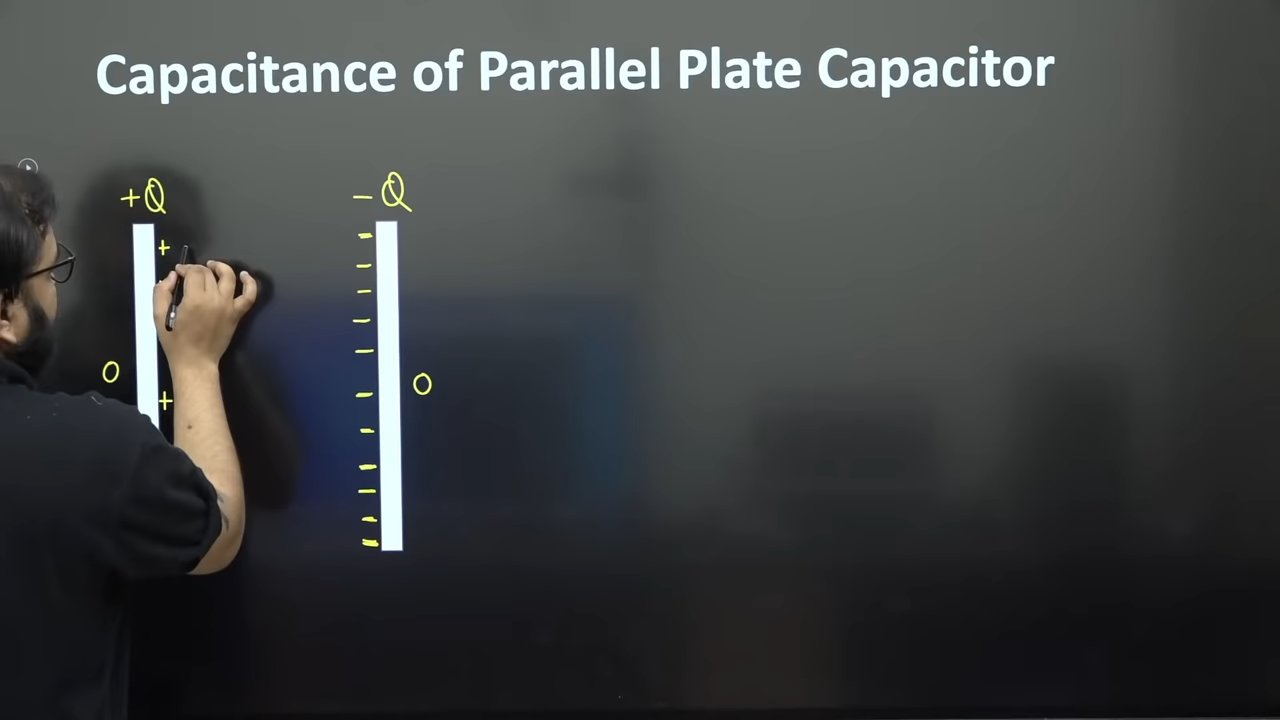 Capacitance of Parallel Plate Capacitor
+Q
− Q
+
+
−
−
−
−
−
−
−
−
−
−
−
O
O